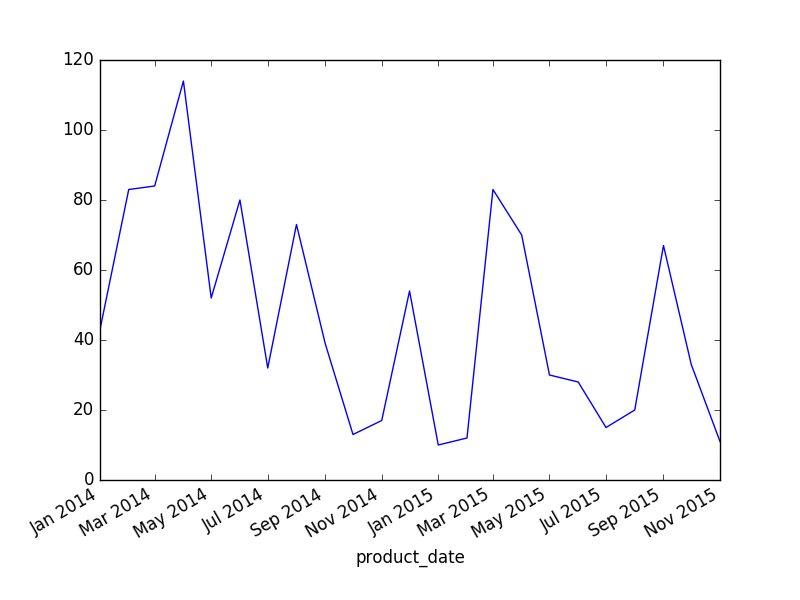 120
100
80
60
40
20
0
Jan 2014
Mar 2014
May 2014
Jul 2014
Sep 2014
Nov 2014
Jan 2015
Mar 2015
May 2015
Jul 2015
Sep 2015
Nov 2015
product_date